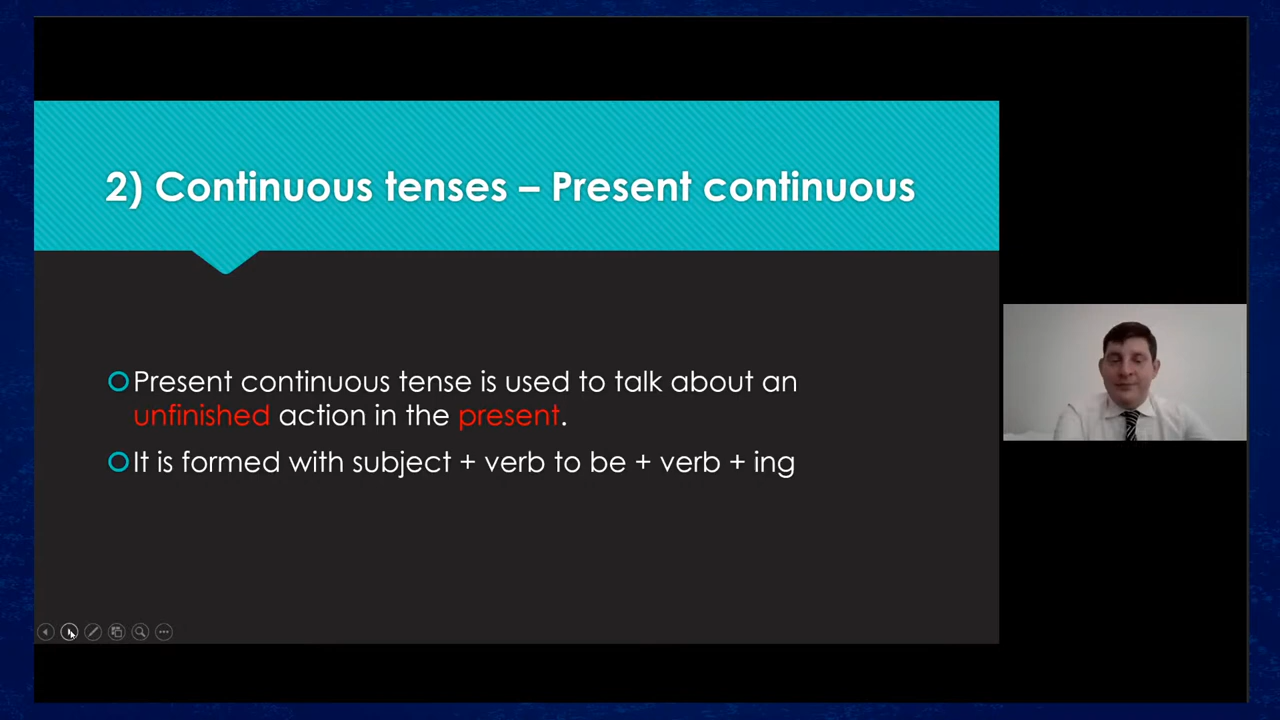 2) Continuous tenses – Present continuous
Present continuous tense is used to talk about an
unfinished action in the present.
It is formed with subject + verb to be + verb + ing